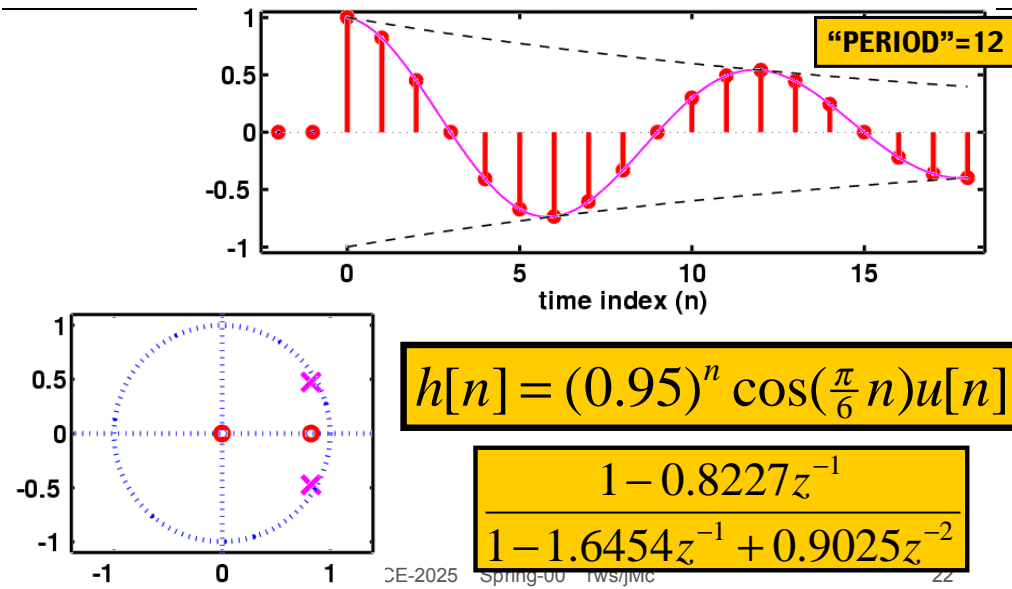 “PERIOD”=12
1
0.5
0
-0.5
-1
0 5 10 15
time index (n)
1
0.5
0
-0.5
-1
-1 0 1
h[n] = (0.95)^n cos(π/6 n)u[n]
1−0.8227z^−1
1−1.6454z^−1 + 0.9025z^−2
CE-2025 Spring-00 rws/jMc 22